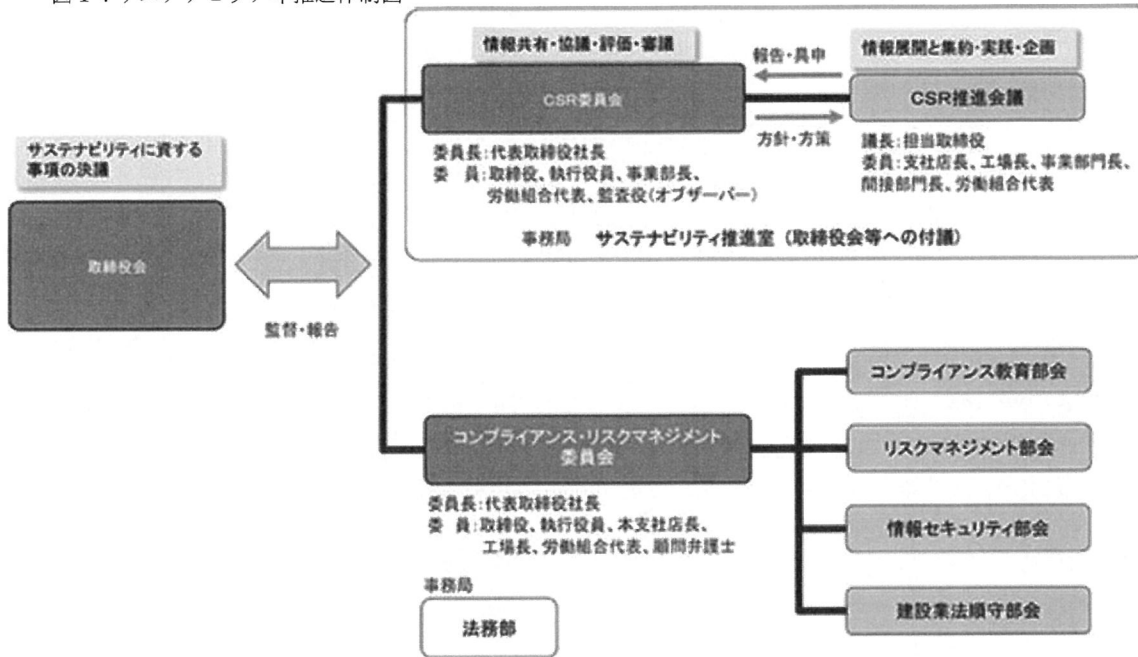 サステナビリティに資する
事項の決議
取締役会
監督・報告
情報共有・協議・評価・審議
CSR委員会
委員長:代表取締役社長
委 員:取締役、執行役員、事業部長、
労働組合代表、監査役(オブザーバー)
報告・具申
方針・方策
情報展開と集約・実践・企画
CSR推進会議
議長:担当取締役
委員:支社店長、工場長、事業部門長、
間接部門長、労働組合代表
事務局 サステナビリティ推進室(取締役会等への付議)
コンプライアンス・リスクマネジメント
委員会
委員長:代表取締役社長
委 員:取締役、執行役員、本支社店長、
工場長、労働組合代表、顧問弁護士
事務局
法務部
コンプライアンス教育部会
リスクマネジメント部会
情報セキュリティ部会
建設業法順守部会